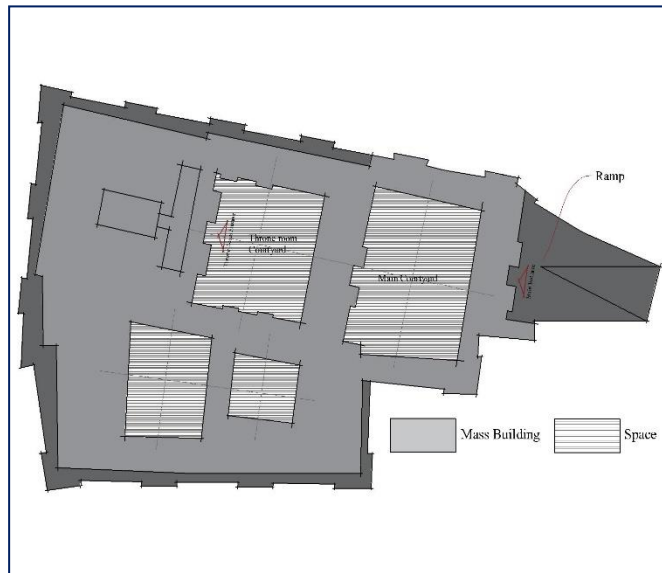 Ramp
Throne room
Courtyard
Main Courtyard
Mass Building
Space